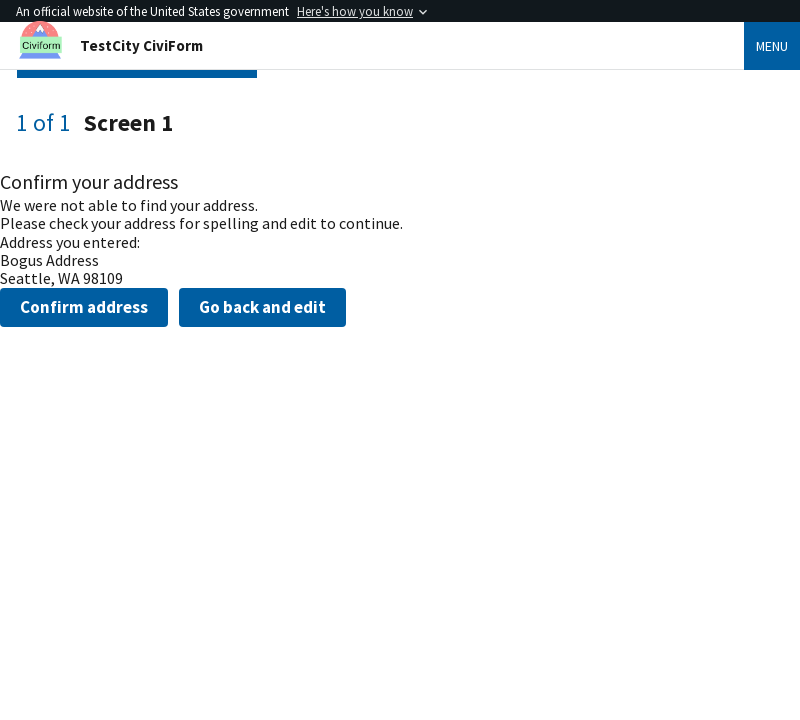 An official website of the United States government Here's how you know
Civiform
TestCity CiviForm
MENU
1 of 1 Screen 1
Confirm your address
We were not able to find your address.
Please check your address for spelling and edit to continue.
Address you entered:
Bogus Address
Seattle, WA 98109
Confirm address Go back and edit